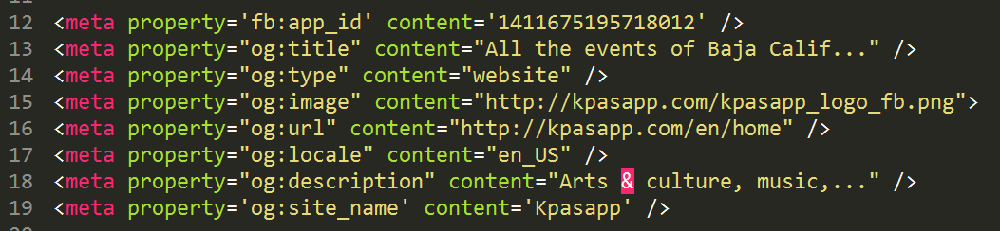 12 <meta property='fb:app_id' content='1411675195718012' />
13 <meta property="og:title" content="All the events of Baja Calif..." />
14 <meta property="og:type" content="website" />
15 <meta property="og:image" content="http://kpasapp.com/kpasapp_logo_fb.png">
16 <meta property="og:url" content="http://kpasapp.com/en/home" />
17 <meta property="og:locale" content="en_US" />
18 <meta property="og:description" content="Arts & culture, music,..." />
19 <meta property='og:site_name' content='Kpasapp' />